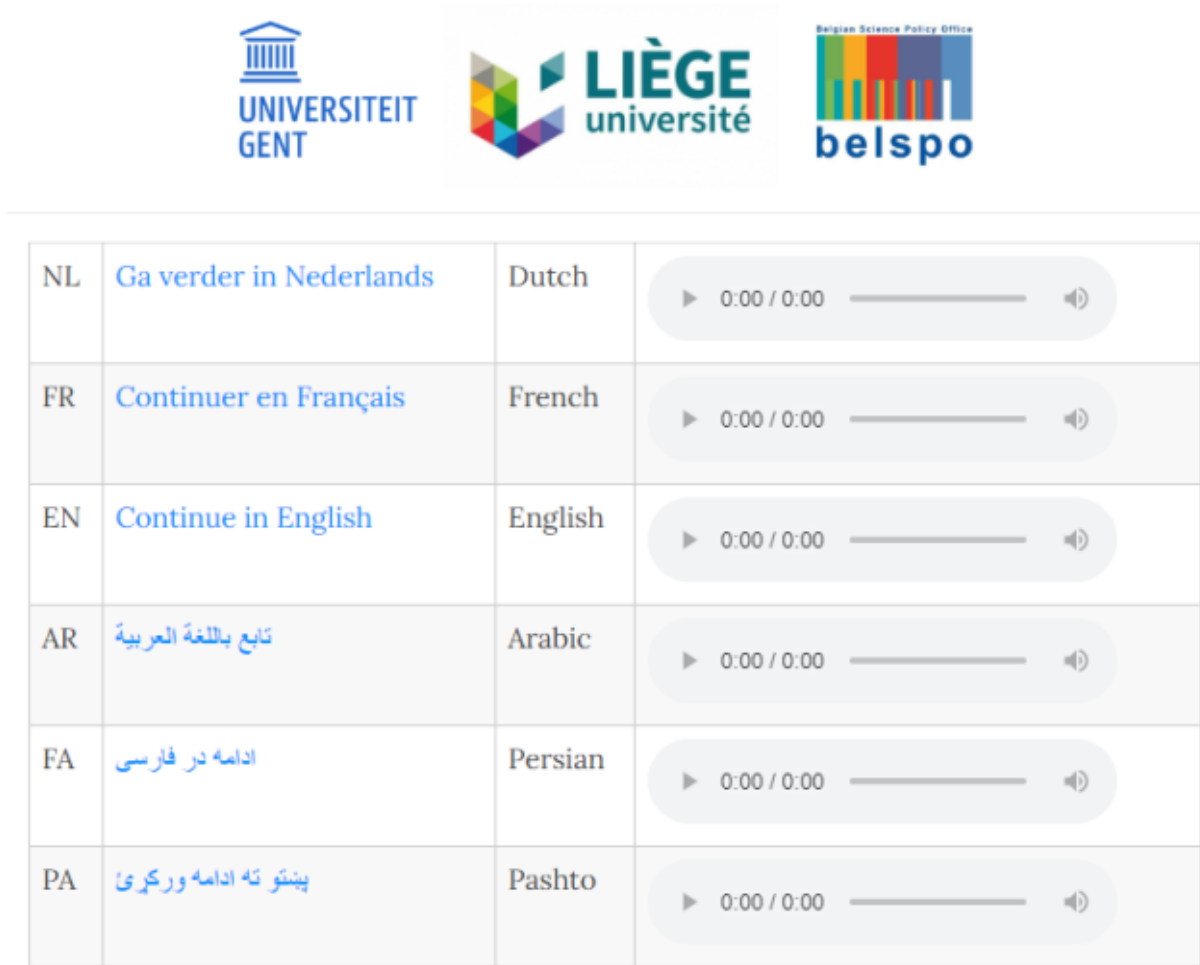 UNIVERSITEIT
GENT
LIÈGE
université
Belgian Science Policy Office
belspo
NL Ga verder in Nederlands Dutch 0:00 / 0:00
FR Continuer en Français French 0:00 / 0:00
EN Continue in English English 0:00 / 0:00
AR تابع باللغة العربية Arabic 0:00 / 0:00
FA ادامه در فارسی Persian 0:00 / 0:00
PA پښتو ته ادامه ورکړئ Pashto 0:00 / 0:00